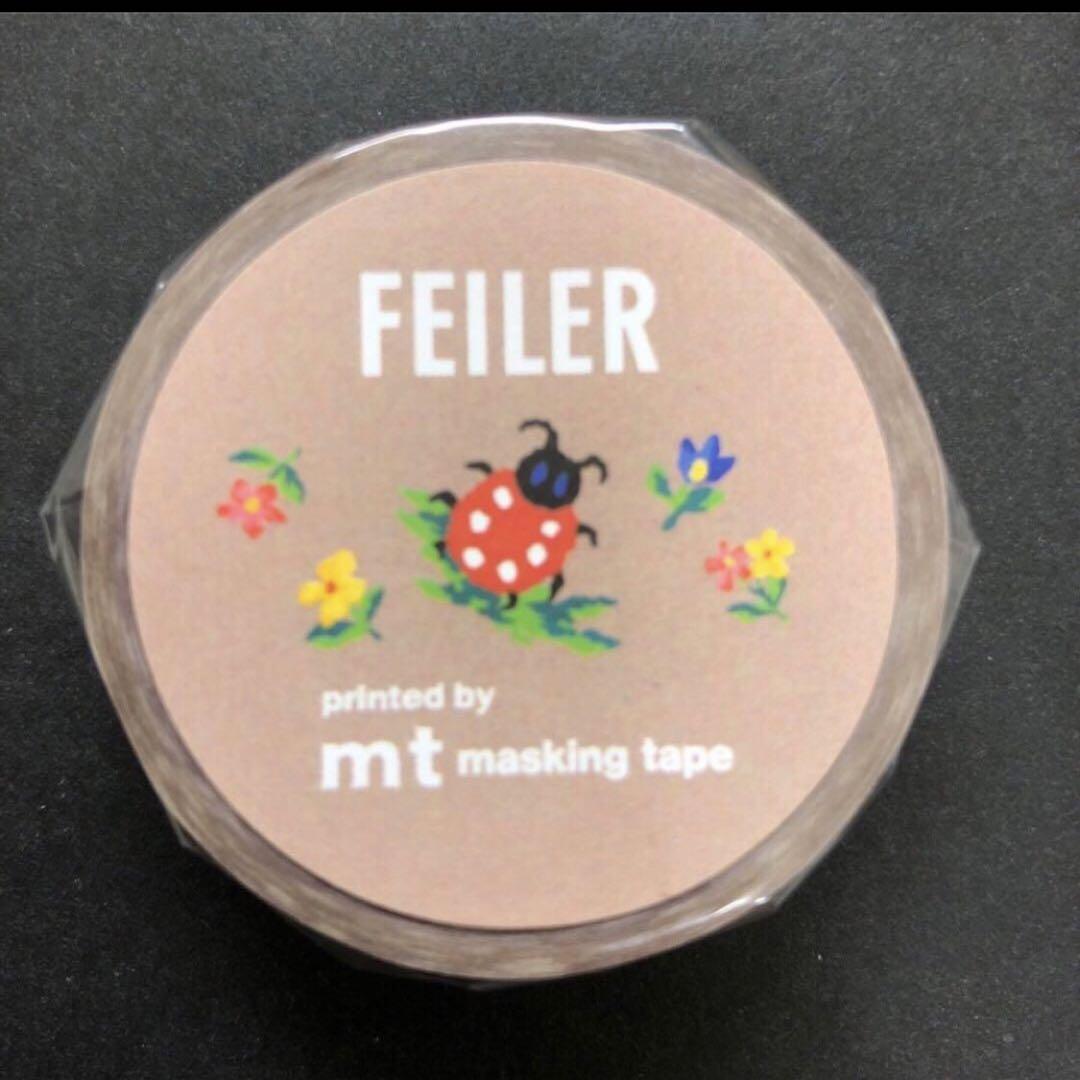 FEILER
printed by
mt masking tape